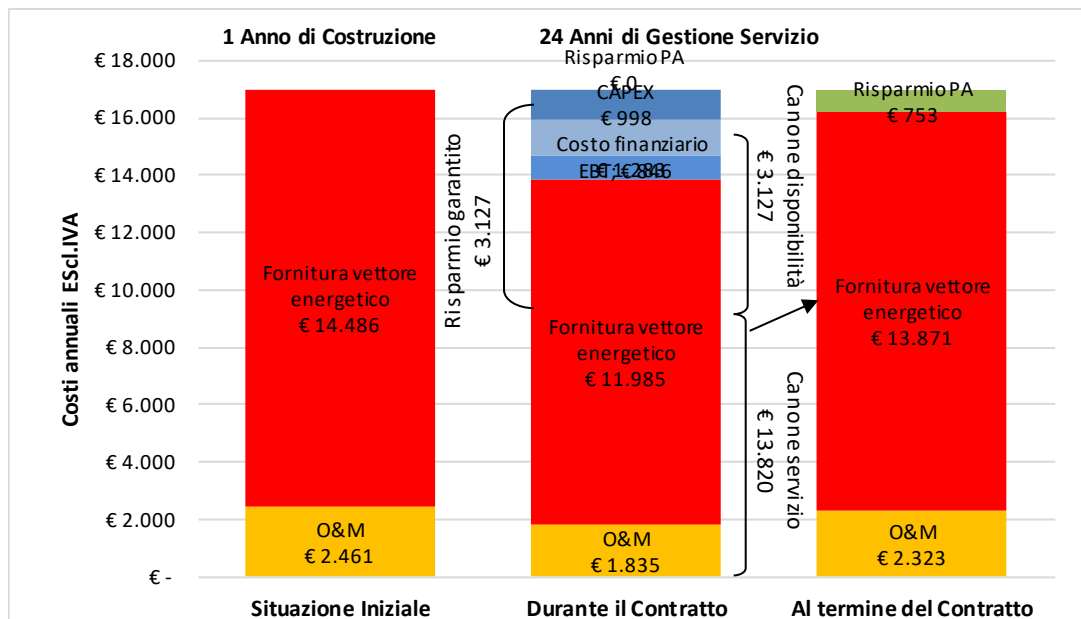 1 Anno di Costruzione
24 Anni di Gestione Servizio
Costi annuali EScl.IVA
€ 18.000
€ 16.000
€ 14.000
€ 12.000
€ 10.000
€ 8.000
€ 6.000
€ 4.000
€ 2.000
€ -
Fornitura vettore
energetico
€ 14.486
O&M
€ 2.461
Risparmio garantito
€ 3.127
Risparmio PA
€ 0
CAPEX
€ 998
Costo finanziario
€ 1.283
EBT; € 846
Fornitura vettore
energetico
€ 11.985
O&M
€ 1.835
Canone disponibilità
€ 3.127
Canone servizio
€ 13.820
Risparmio PA
€ 753
Fornitura vettore
energetico
€ 13.871
O&M
€ 2.323
Situazione Iniziale
Durante il Contratto
Al termine del Contratto